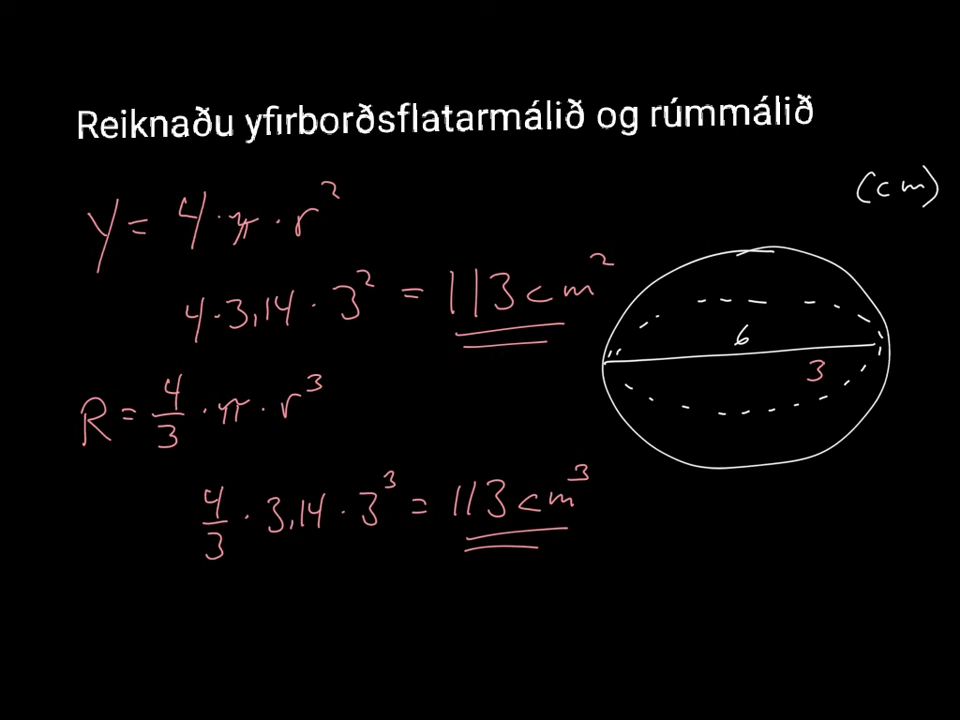 Reiknaðu yfirborðsflatarmálið og rúmmálið
(cm)
Y = 4 · π · r²
4 · 3,14 · 3² = 113 cm²
6
3
R = 4/3 · π · r³
4/3 · 3,14 · 3³ = 113 cm³